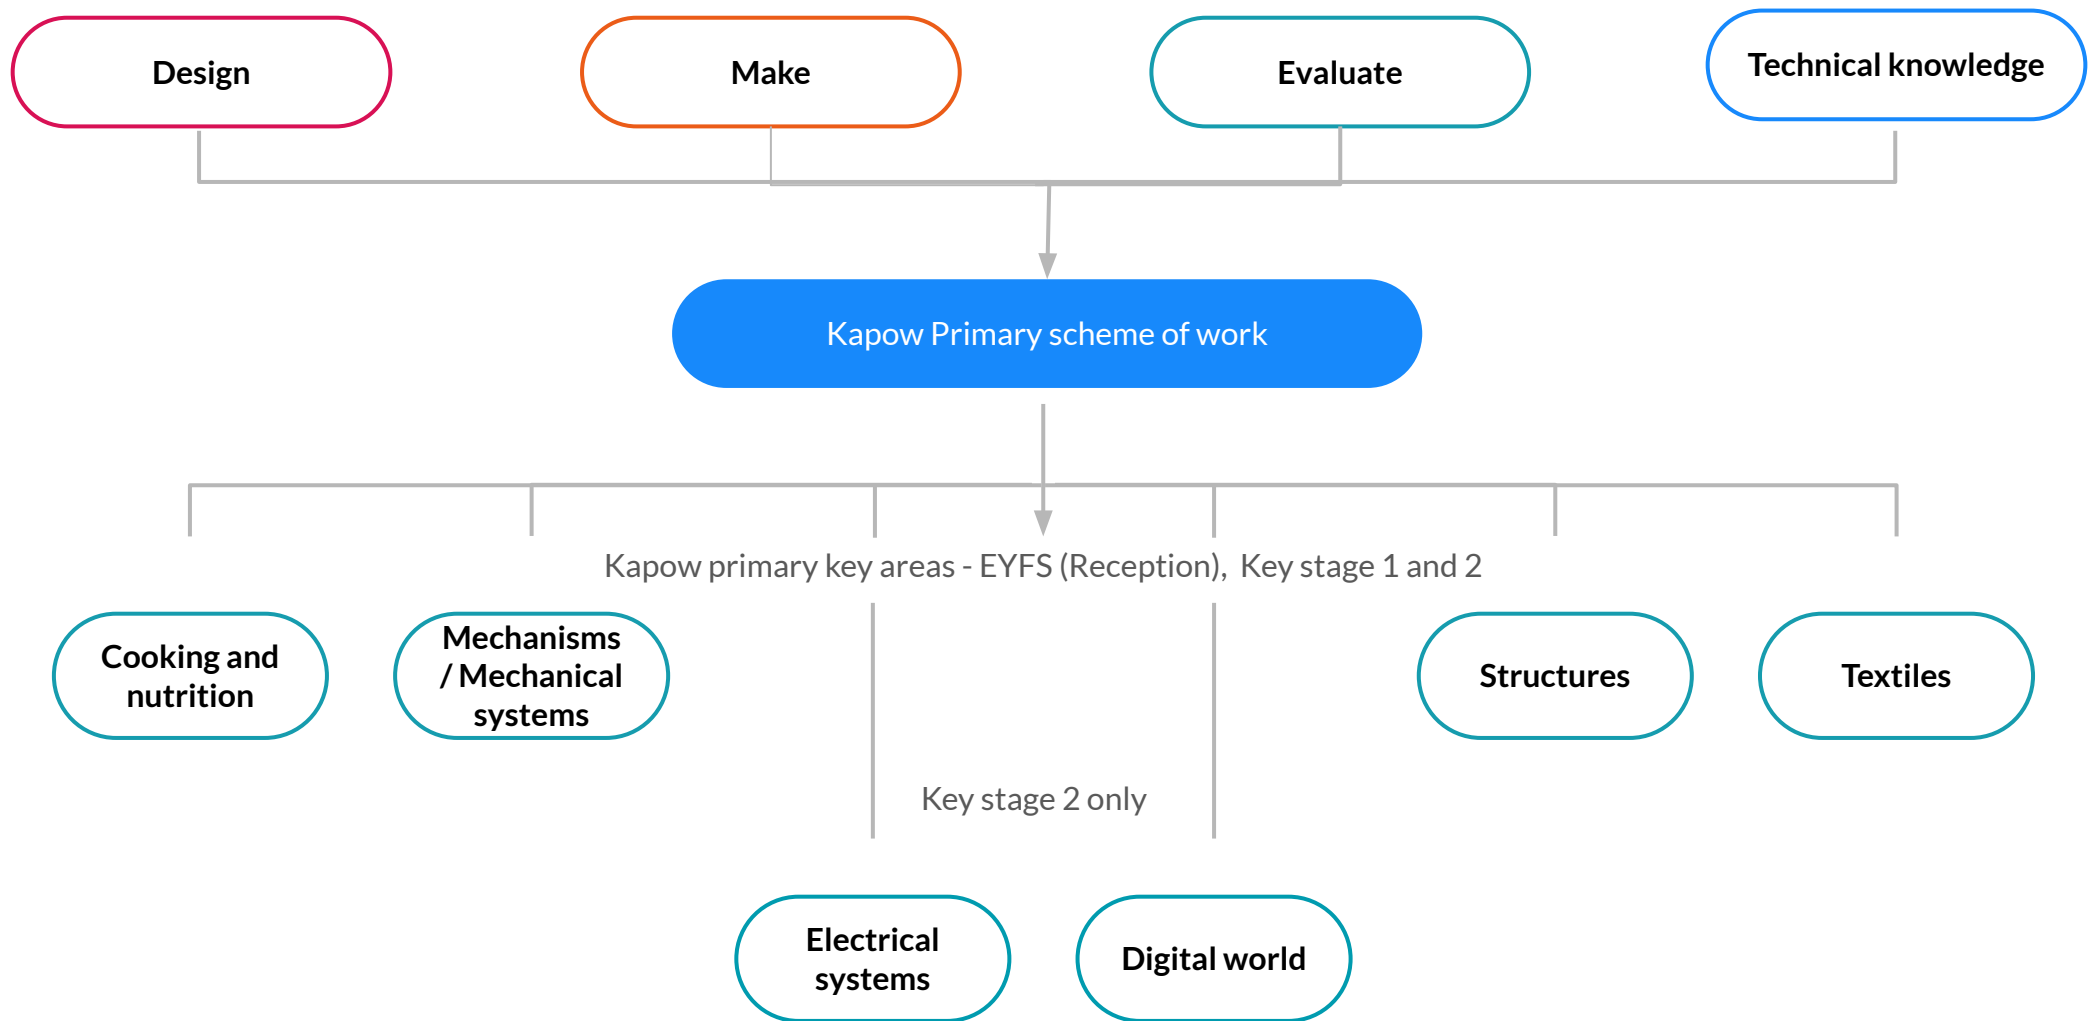 Design
Make
Evaluate
Technical knowledge
Kapow Primary scheme of work
Kapow primary key areas - EYFS (Reception), Key stage 1 and 2
Cooking and
nutrition
Mechanisms
/ Mechanical
systems
Structures
Textiles
Key stage 2 only
Electrical
systems
Digital world